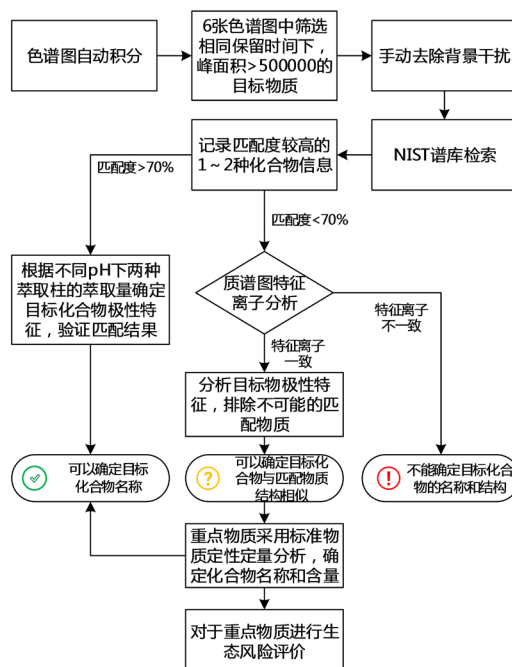 色谱图自动积分
6张色谱图中筛选
相同保留时间下，
峰面积>500000的
目标物质
手动去除背景干扰
记录匹配度较高的
1～2种化合物信息
NIST谱库检索
匹配度>70%
匹配度<70%
根据不同pH下两种
萃取柱的萃取量确定
目标化合物极性特
征，验证匹配结果
质谱图特征
离子分析
特征离子
不一致
特征离子
一致
分析目标物极性特
征，排除不可能的匹
配物质
可以确定目标
化合物名称
?
可以确定目标化
合物与匹配物质
结构相似
!
不能确定目标化合
物的名称和结构
重点物质采用标准物
质定性定量分析，确
定化合物名称和含量
对于重点物质进行生
态风险评价